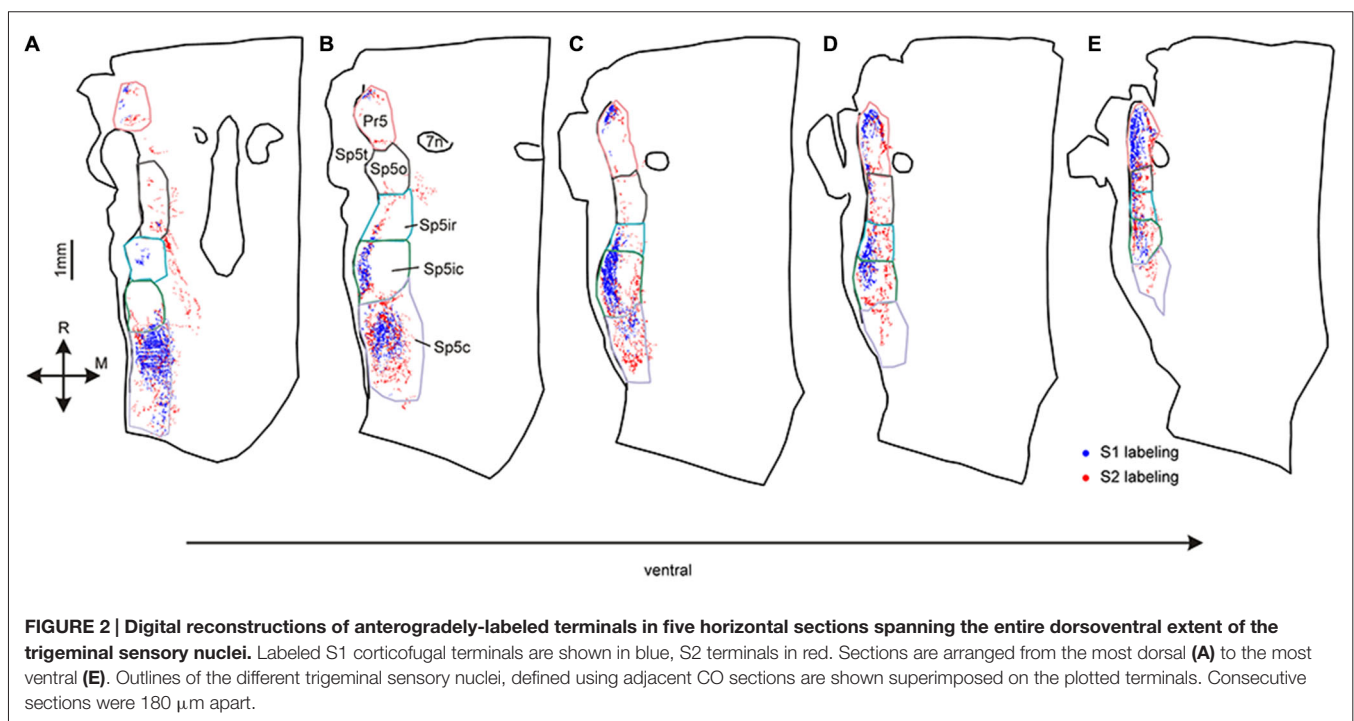 A
B
C
D
E
Pr5
7n
Sp5t
Sp5o
Sp5ir
Sp5ic
Sp5c
1mm
R
M
S1 labeling
S2 labeling
ventral
FIGURE 2 | Digital reconstructions of anterogradely-labeled terminals in five horizontal sections spanning the entire dorsoventral extent of the
trigeminal sensory nuclei. Labeled S1 corticofugal terminals are shown in blue, S2 terminals in red. Sections are arranged from the most dorsal (A) to the most
ventral (E). Outlines of the different trigeminal sensory nuclei, defined using adjacent CO sections are shown superimposed on the plotted terminals. Consecutive
sections were 180 μm apart.